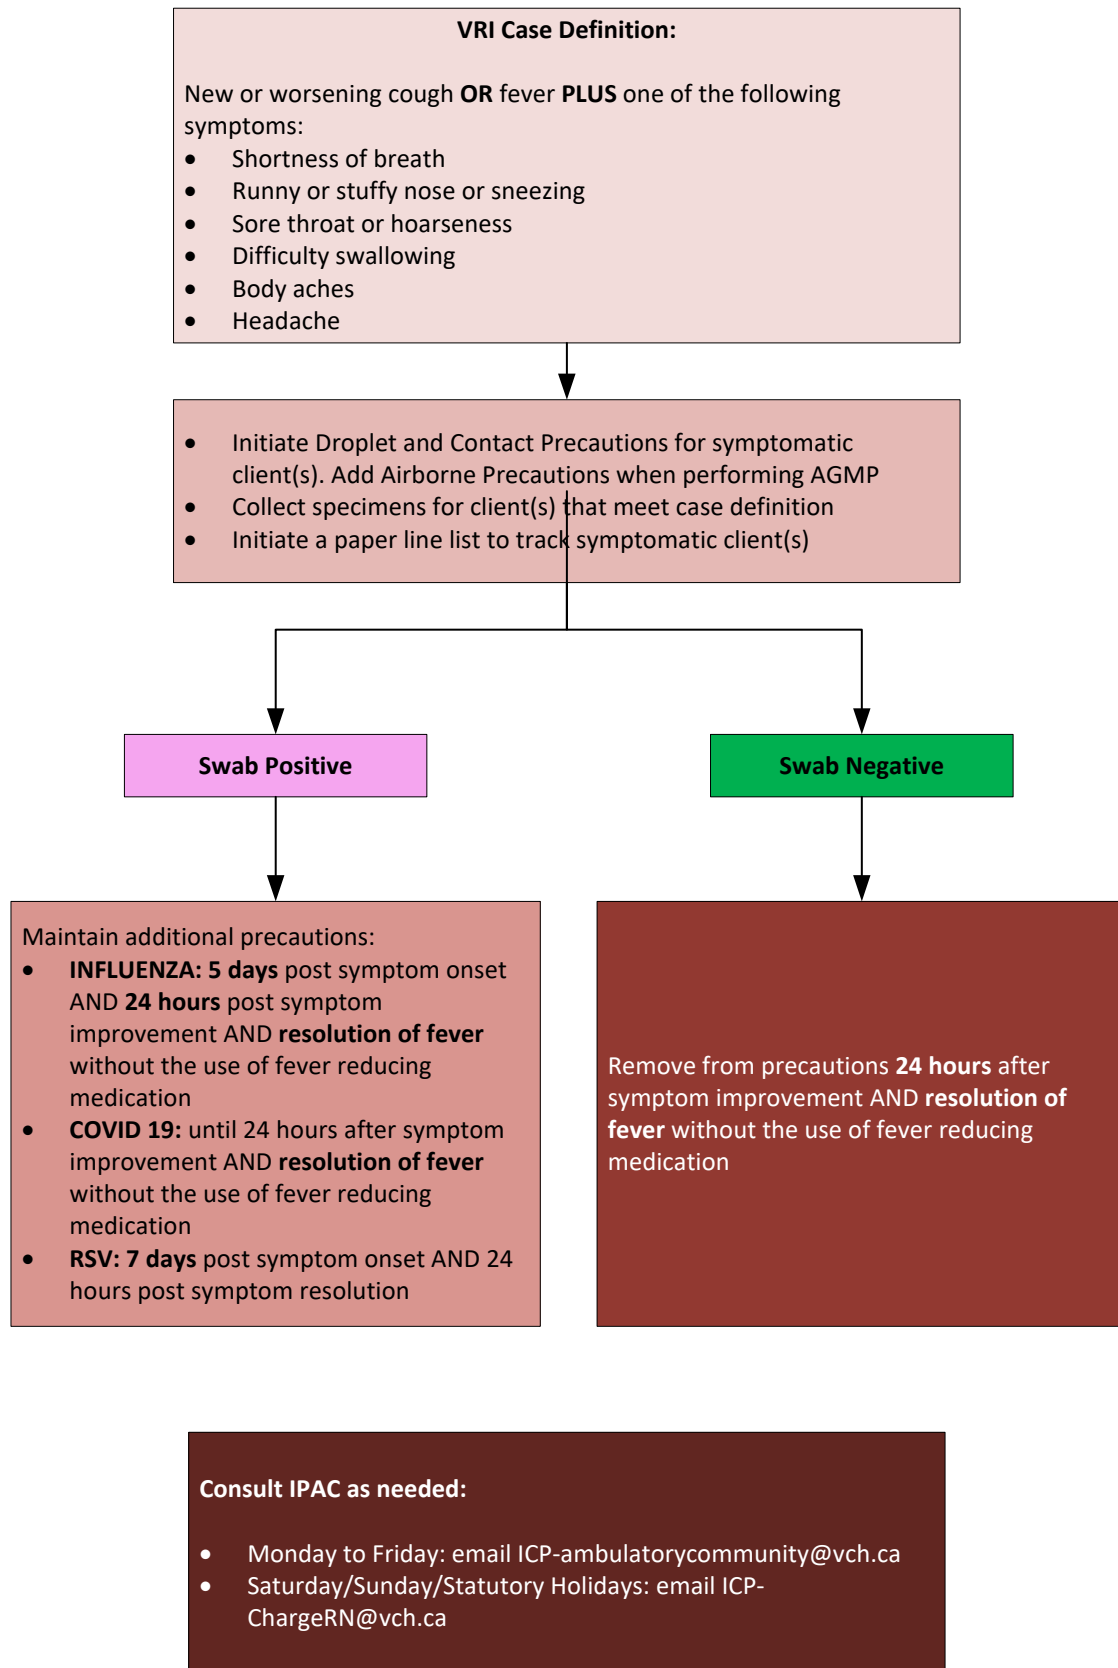 VRI Case Definition:
New or worsening cough OR fever PLUS one of the following
symptoms:
• Shortness of breath
• Runny or stuffy nose or sneezing
• Sore throat or hoarseness
• Difficulty swallowing
• Body aches
• Headache
• Initiate Droplet and Contact Precautions for symptomatic
client(s). Add Airborne Precautions when performing AGMP
• Collect specimens for client(s) that meet case definition
• Initiate a paper line list to track symptomatic client(s)
Swab Positive
Swab Negative
Maintain additional precautions:
• INFLUENZA: 5 days post symptom onset
AND 24 hours post symptom
improvement AND resolution of fever
without the use of fever reducing
medication
• COVID 19: until 24 hours after symptom
improvement AND resolution of fever
without the use of fever reducing
medication
• RSV: 7 days post symptom onset AND 24
hours post symptom resolution
Remove from precautions 24 hours after
symptom improvement AND resolution of
fever without the use of fever reducing
medication
Consult IPAC as needed:
• Monday to Friday: email ICP-ambulatorycommunity@vch.ca
• Saturday/Sunday/Statutory Holidays: email ICP-
ChargeRN@vch.ca